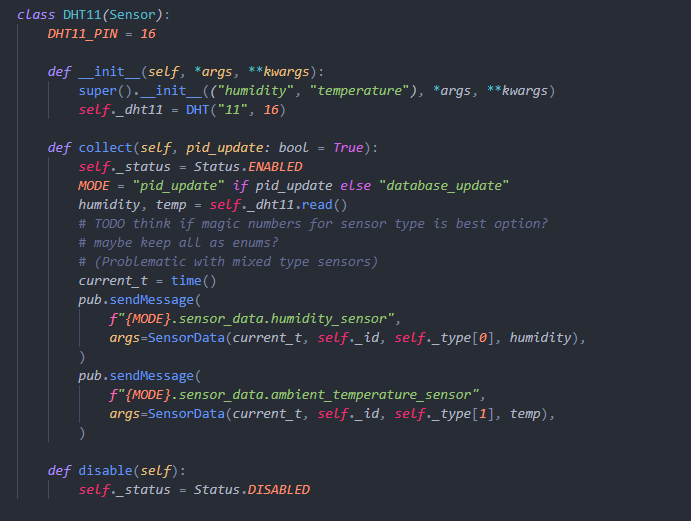 class DHT11(Sensor):
    DHT11_PIN = 16

    def __init__(self, *args, **kwargs):
        super().__init__(("humidity", "temperature"), *args, **kwargs)
        self._dht11 = DHT("11", 16)

    def collect(self, pid_update: bool = True):
        self._status = Status.ENABLED
        MODE = "pid_update" if pid_update else "database_update"
        humidity, temp = self._dht11.read()
        # TODO think if magic numbers for sensor type is best option?
        # maybe keep all as enums?
        # (Problematic with mixed type sensors)
        current_t = time()
        pub.sendMessage(
            f"{MODE}.sensor_data.humidity_sensor",
            args=SensorData(current_t, self._id, self._type[0], humidity),
        )
        pub.sendMessage(
            f"{MODE}.sensor_data.ambient_temperature_sensor",
            args=SensorData(current_t, self._id, self._type[1], temp),
        )

    def disable(self):
        self._status = Status.DISABLED